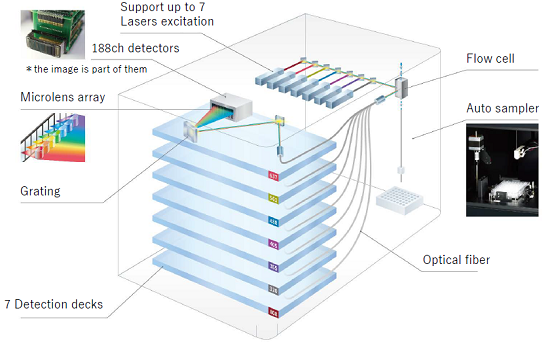 Support up to 7
Lasers excitation
188ch detectors
*the image is part of them
Flow cell
Microlens array
Auto sampler
Grating
Optical fiber
7 Detection decks